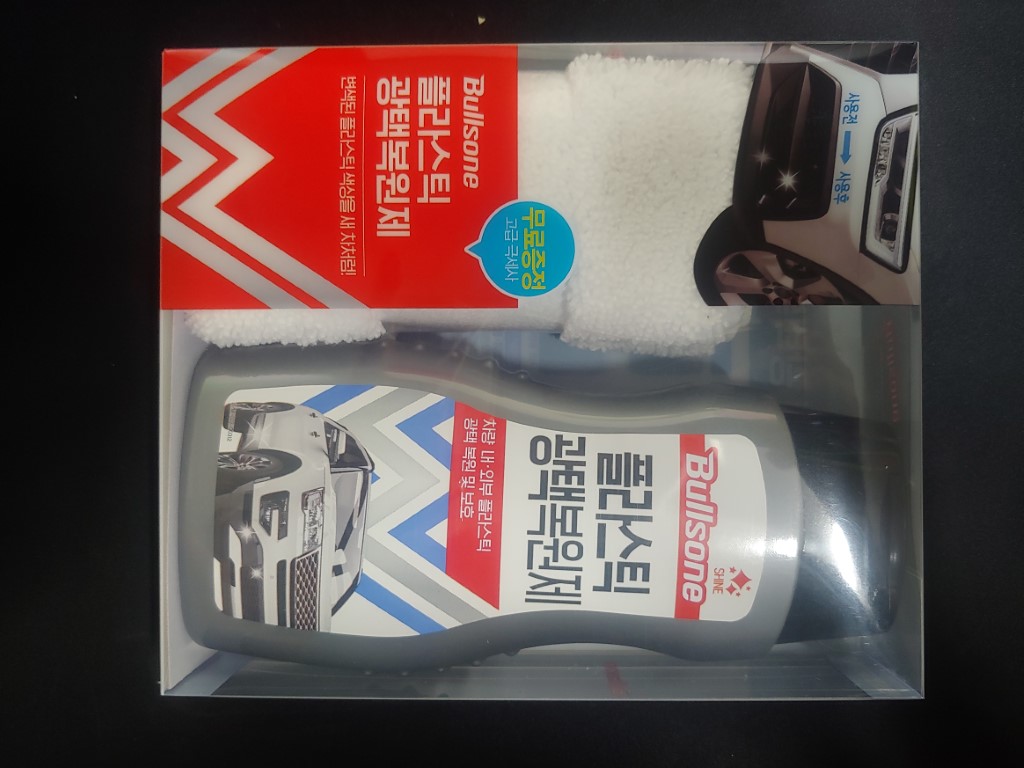 Bullsone
플라스틱
광택복원제
변색된 플라스틱 색상을 새 차처럼!
무료증정
고급 극세사
사용전 → 사용후
SHINE
Bullsone
플라스틱
광택복원제
차량 내·외부 플라스틱
광택 복원 및 보호